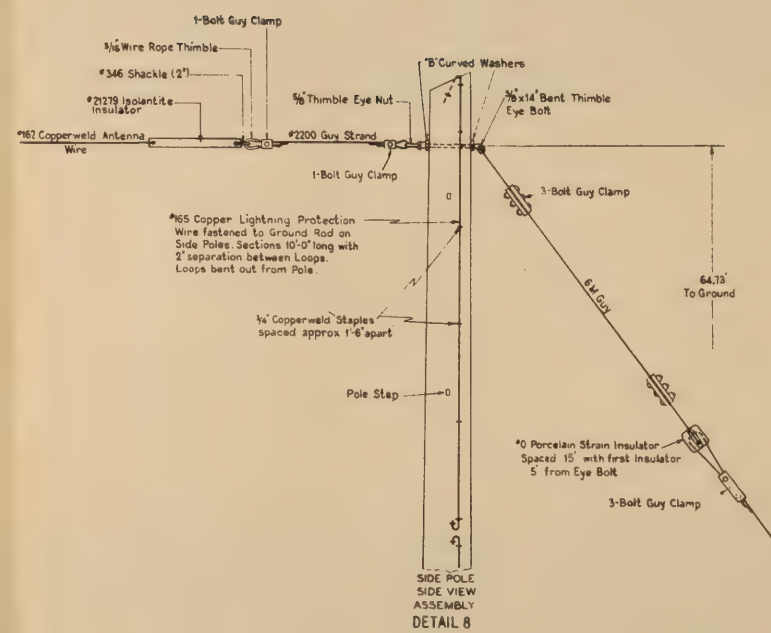 1-Bolt Guy Clamp
5/16 Wire Rope Thimble
#346 Shackle (2")
#21279 Isolantite
Insulator
#162 Copperweld Antenna
Wire
"B" Curved Washers
5/8 Thimble Eye Nut
#2200 Guy Strand
5/8"x14" Bent Thimble
Eye Bolt
1-Bolt Guy Clamp
3-Bolt Guy Clamp
#165 Copper Lightning Protection
Wire fastened to Ground Rod on
Side Poles. Sections 10'-0" long with
2" separation between Loops.
Loops bent out from Pole.
6M Guy
64.73'
To Ground
3/4" Copperweld Staples
spaced approx 1'-6" apart
Pole Step
#0 Porcelain Strain Insulator
Spaced 15' with first Insulator
5' from Eye Bolt
3-Bolt Guy Clamp
SIDE POLE
SIDE VIEW
ASSEMBLY
DETAIL 8